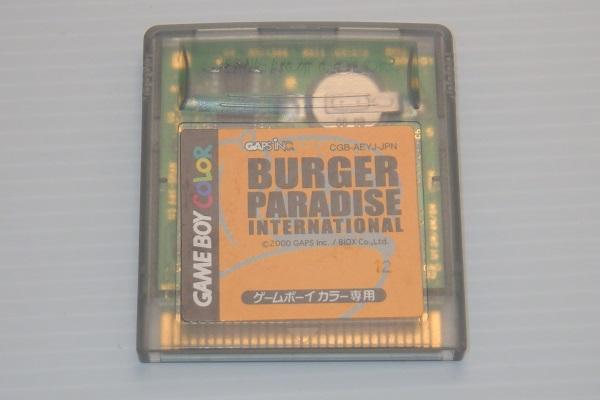 GAPS INC.
CGB-AEYJ-JPN
BURGER
PARADISE
INTERNATIONAL
©2000 GAPS Inc. / BIOX Co.,Ltd.
12
ゲームボーイカラー専用
GAME BOY COLOR